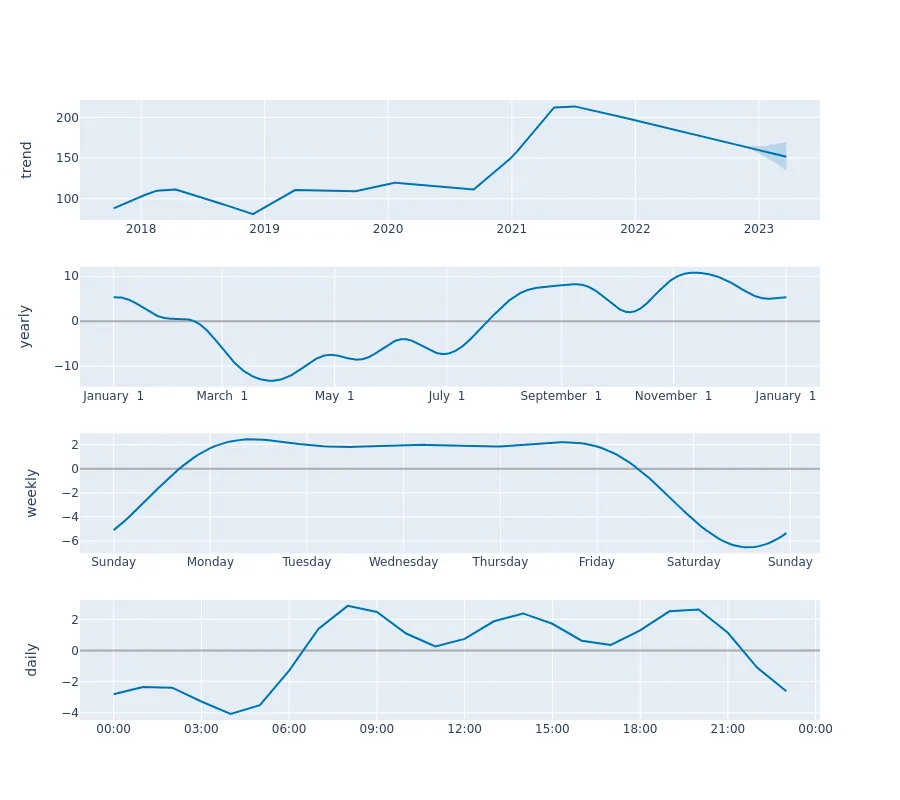 trend
200
150
100
2018 2019 2020 2021 2022 2023
yearly
10
0
−10
January 1 March 1 May 1 July 1 September 1 November 1 January 1
weekly
2
0
−2
−4
−6
Sunday Monday Tuesday Wednesday Thursday Friday Saturday Sunday
daily
2
0
−2
−4
00:00 03:00 06:00 09:00 12:00 15:00 18:00 21:00 00:00